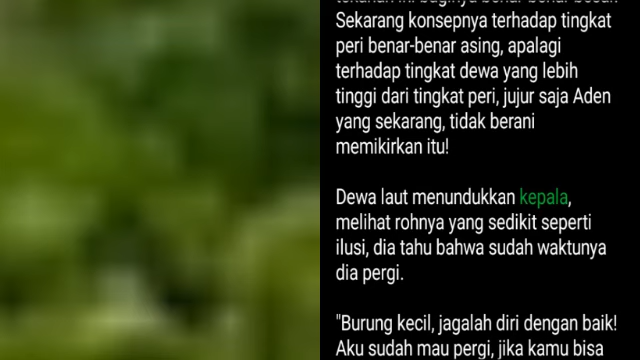 Sekarang konsepnya terhadap tingkat
peri benar-benar asing, apalagi
terhadap tingkat dewa yang lebih
tinggi dari tingkat peri, jujur saja Aden
yang sekarang, tidak berani
memikirkan itu!
Dewa laut menundukkan kepala,
melihat rohnya yang sedikit seperti
ilusi, dia tahu bahwa sudah waktunya
dia pergi.
"Burung kecil, jagalah diri dengan baik!
Aku sudah mau pergi, jika kamu bisa